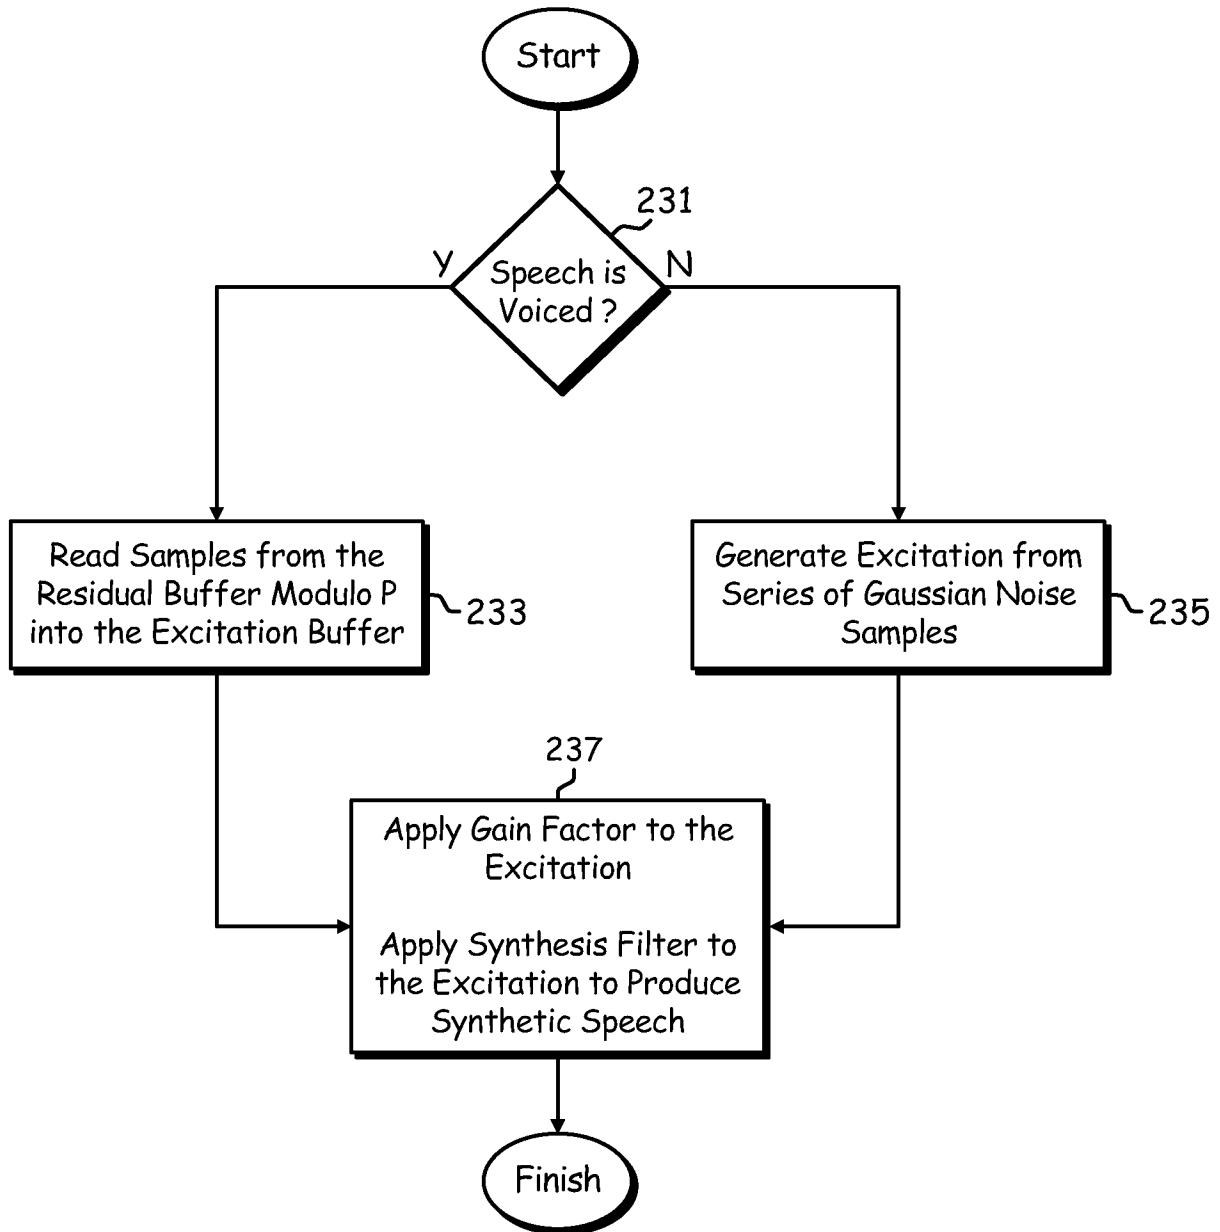 Start
231
Y
N
Speech is
Voiced ?
Read Samples from the
Residual Buffer Modulo P
into the Excitation Buffer
233
Generate Excitation from
Series of Gaussian Noise
Samples
235
237
Apply Gain Factor to the
Excitation
Apply Synthesis Filter to
the Excitation to Produce
Synthetic Speech
Finish